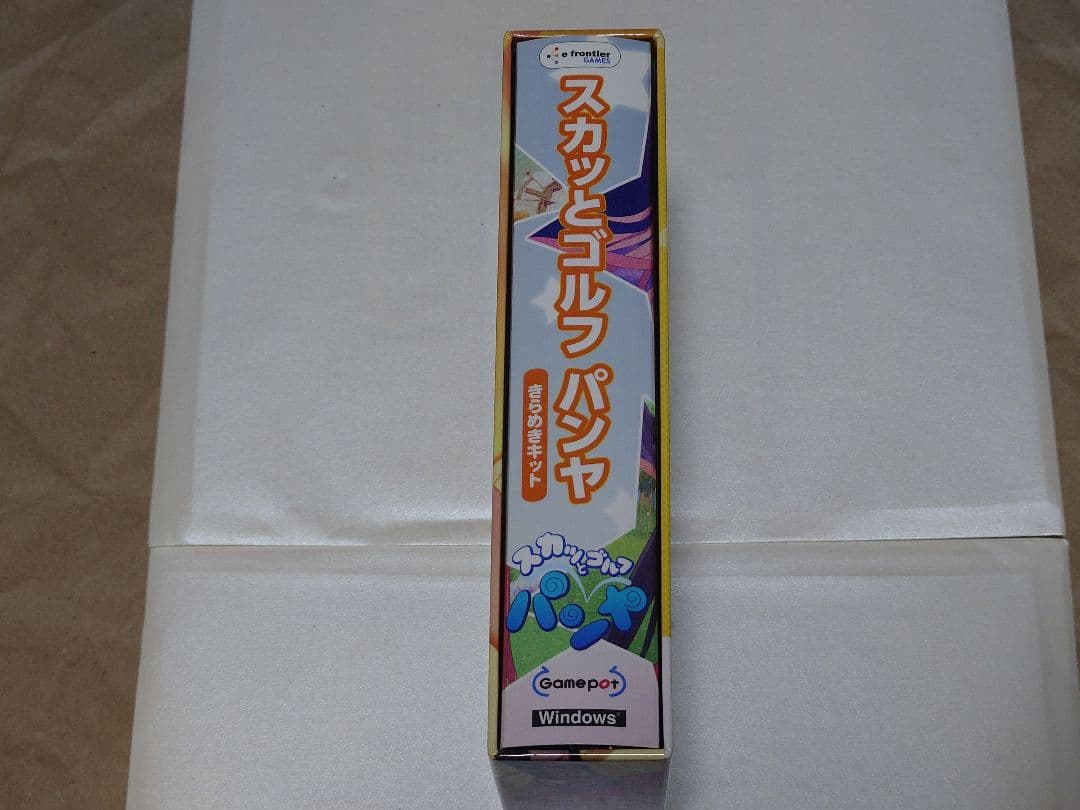 e frontier
GAMES
スカッとゴルフ パンヤ
きらめきキット
スカッとゴルフ
パンヤ
Gamepot
Windows®